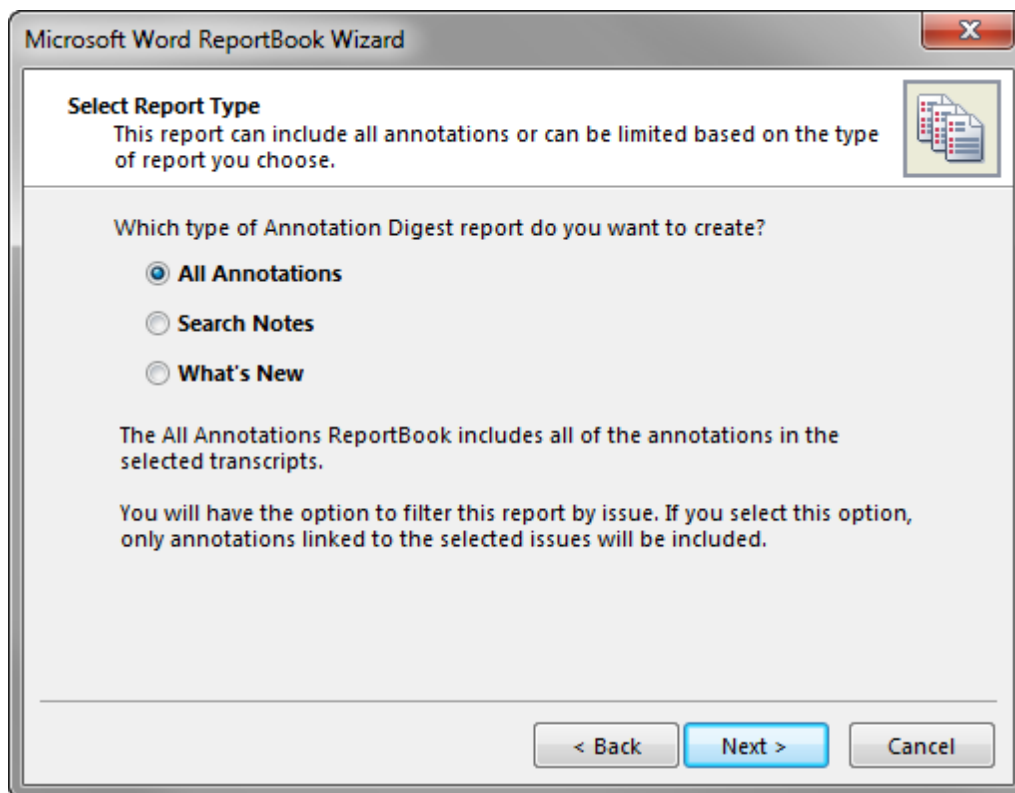 Microsoft Word ReportBook Wizard
Select Report Type
This report can include all annotations or can be limited based on the type
of report you choose.
Which type of Annotation Digest report do you want to create?
All Annotations
Search Notes
What's New
The All Annotations ReportBook includes all of the annotations in the
selected transcripts.
You will have the option to filter this report by issue. If you select this option,
only annotations linked to the selected issues will be included.
< Back Next > Cancel